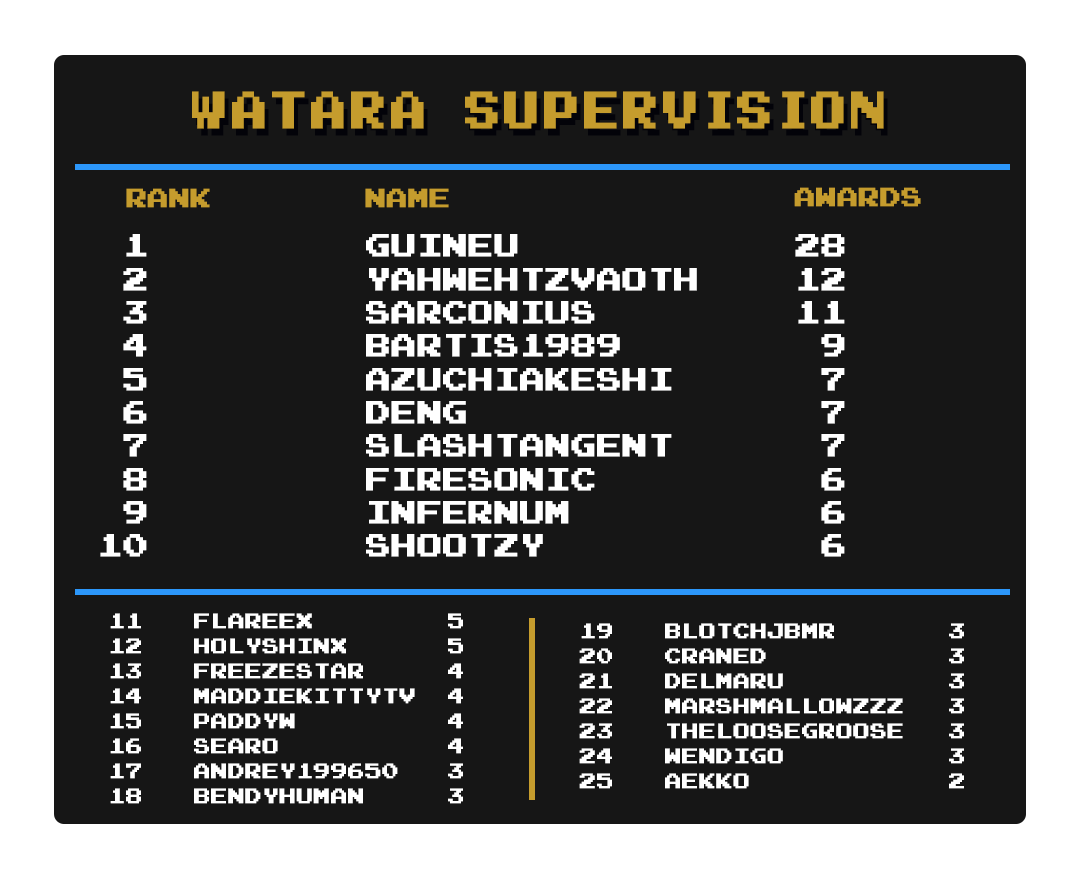 WATARA SUPERVISION
RANK NAME AWARDS
1 GUINEU 28
2 YAHWEHTZVAOTH 12
3 SARCONIUS 11
4 BARTIS1989 9
5 AZUCHIAKESHI 7
6 DENG 7
7 SLASHTANGENT 7
8 FIRESONIC 6
9 INFERNUM 6
10 SHOOTZY 6
11 FLAREEX 5
12 HOLYSHINX 5
13 FREEZESTAR 4
14 MADDIEKITTYTV 4
15 PADDYW 4
16 SEARO 4
17 ANDREY199650 3
18 BENDYHUMAN 3
19 BLOTCHJBMR 3
20 CRANED 3
21 DELMARU 3
22 MARSHMALLOWZZZ 3
23 THELOOSEGROOSE 3
24 WENDIGO 3
25 AEKKO 2